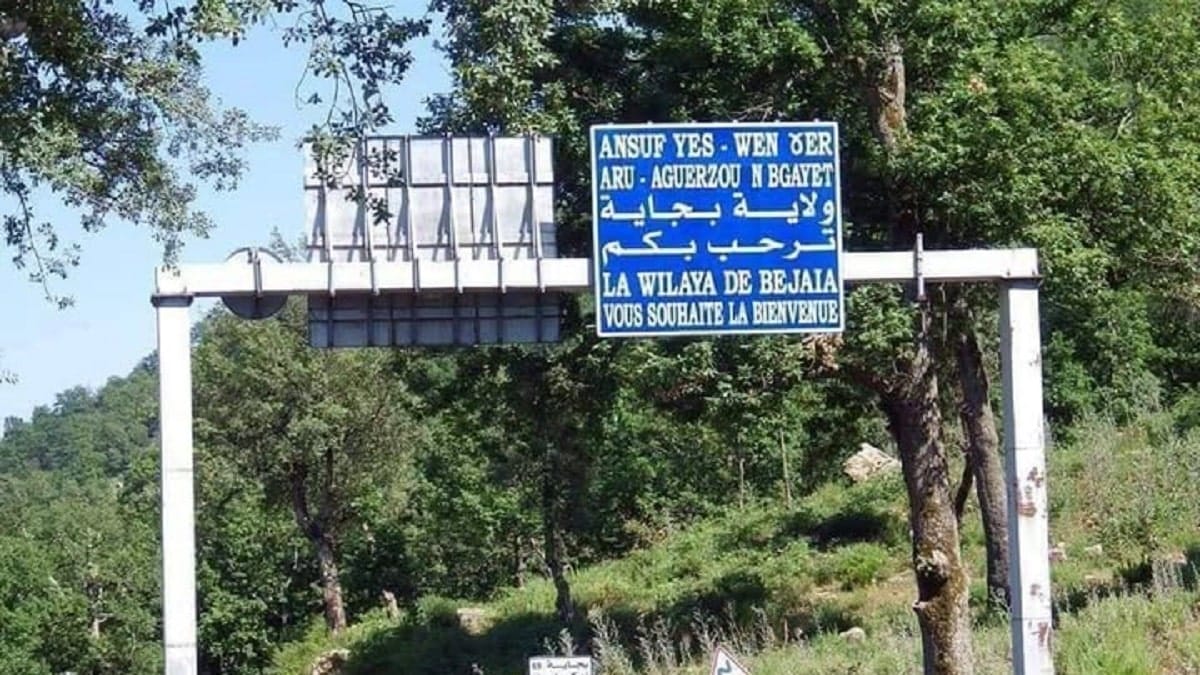 ANSUF YES - WEN ɣER
ARU - AGUERZOU N BGAYET
ولاية بجاية
ترحب بكم
LA WILAYA DE BEJAIA
VOUS SOUHAITE LA BIENVENUE
بجاية